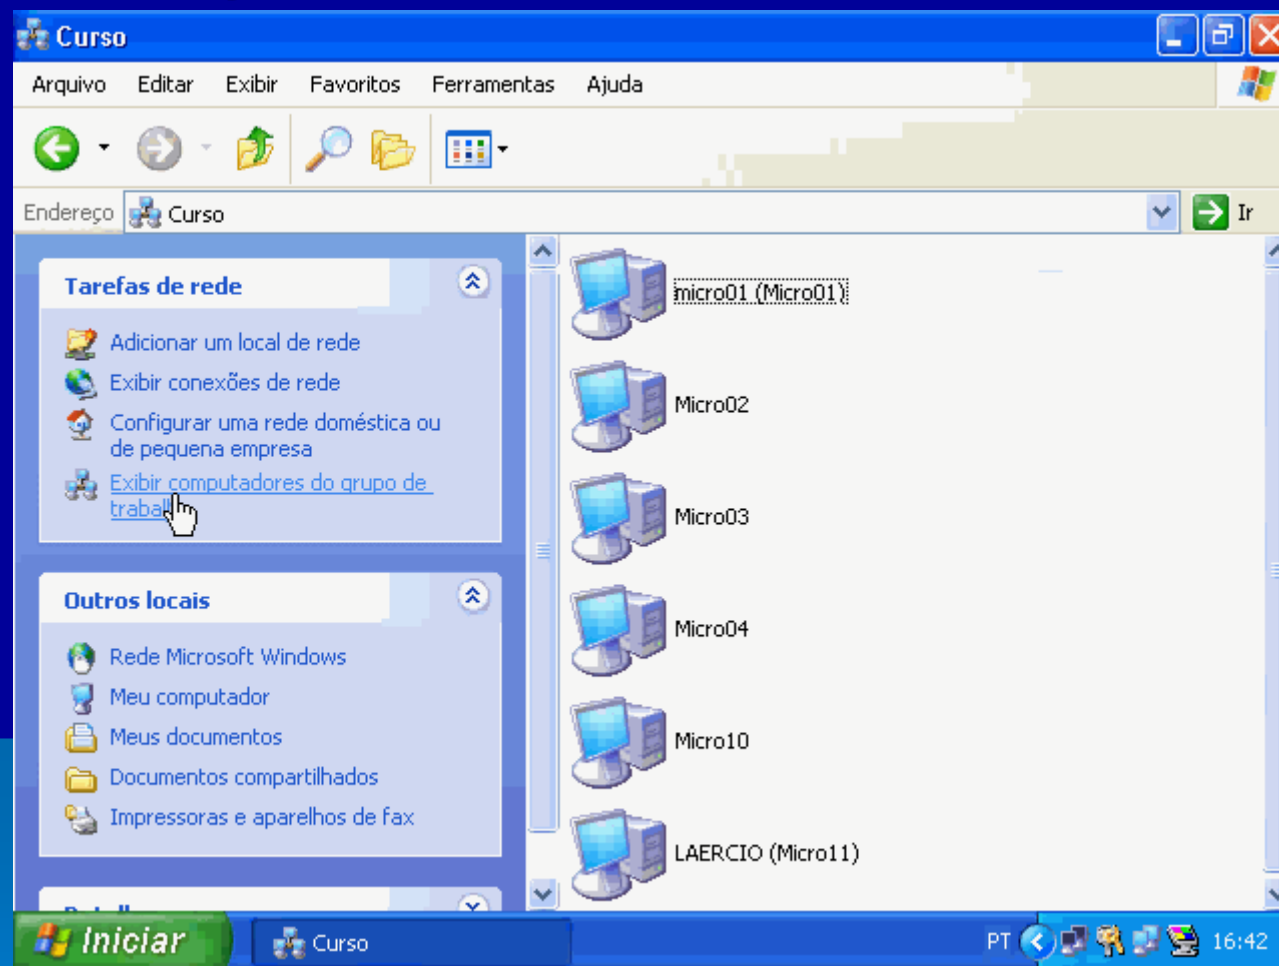 Curso
Arquivo Editar Exibir Favoritos Ferramentas Ajuda
Endereço Curso Ir
Tarefas de rede
Adicionar um local de rede
Exibir conexões de rede
Configurar uma rede doméstica ou
de pequena empresa
Exibir computadores do grupo de
Outros locais
Rede Microsoft Windows
Meu computador
Meus documentos
Documentos compartilhados
Impressoras e aparelhos de fax
micro01 (Micro01)
Micro02
Micro03
Micro04
Micro10
LAERCIO (Micro11)
Iniciar Curso PT 16:42